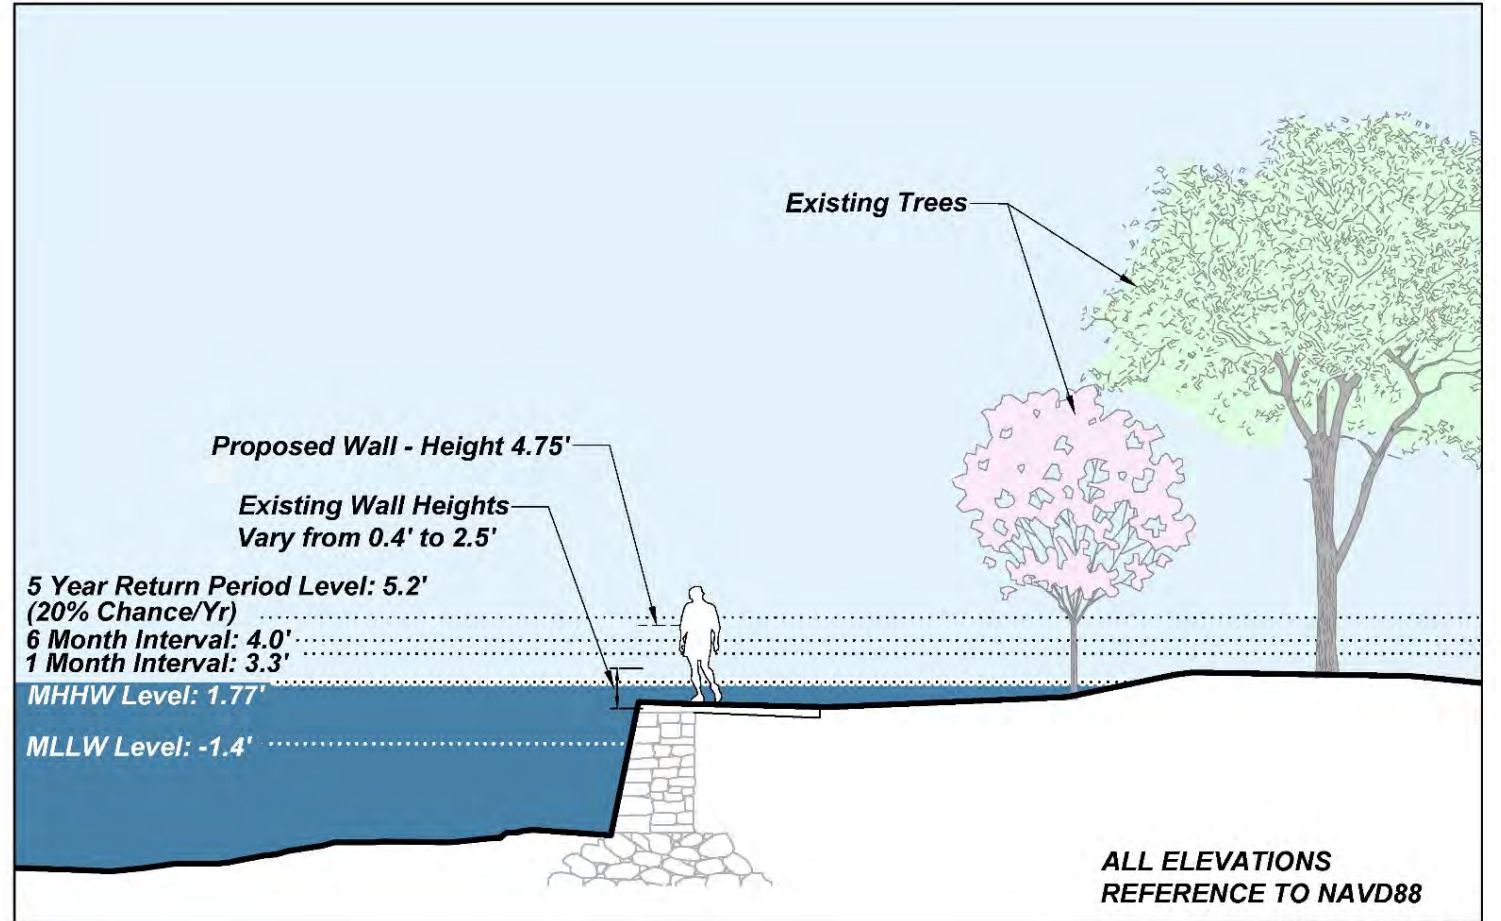 Existing Trees
Proposed Wall - Height 4.75'
Existing Wall Heights
Vary from 0.4' to 2.5'
5 Year Return Period Level: 5.2'
(20% Chance/Yr)
6 Month Interval: 4.0'
1 Month Interval: 3.3'
MHHW Level: 1.77'
MLLW Level: -1.4'
ALL ELEVATIONS
REFERENCE TO NAVD88